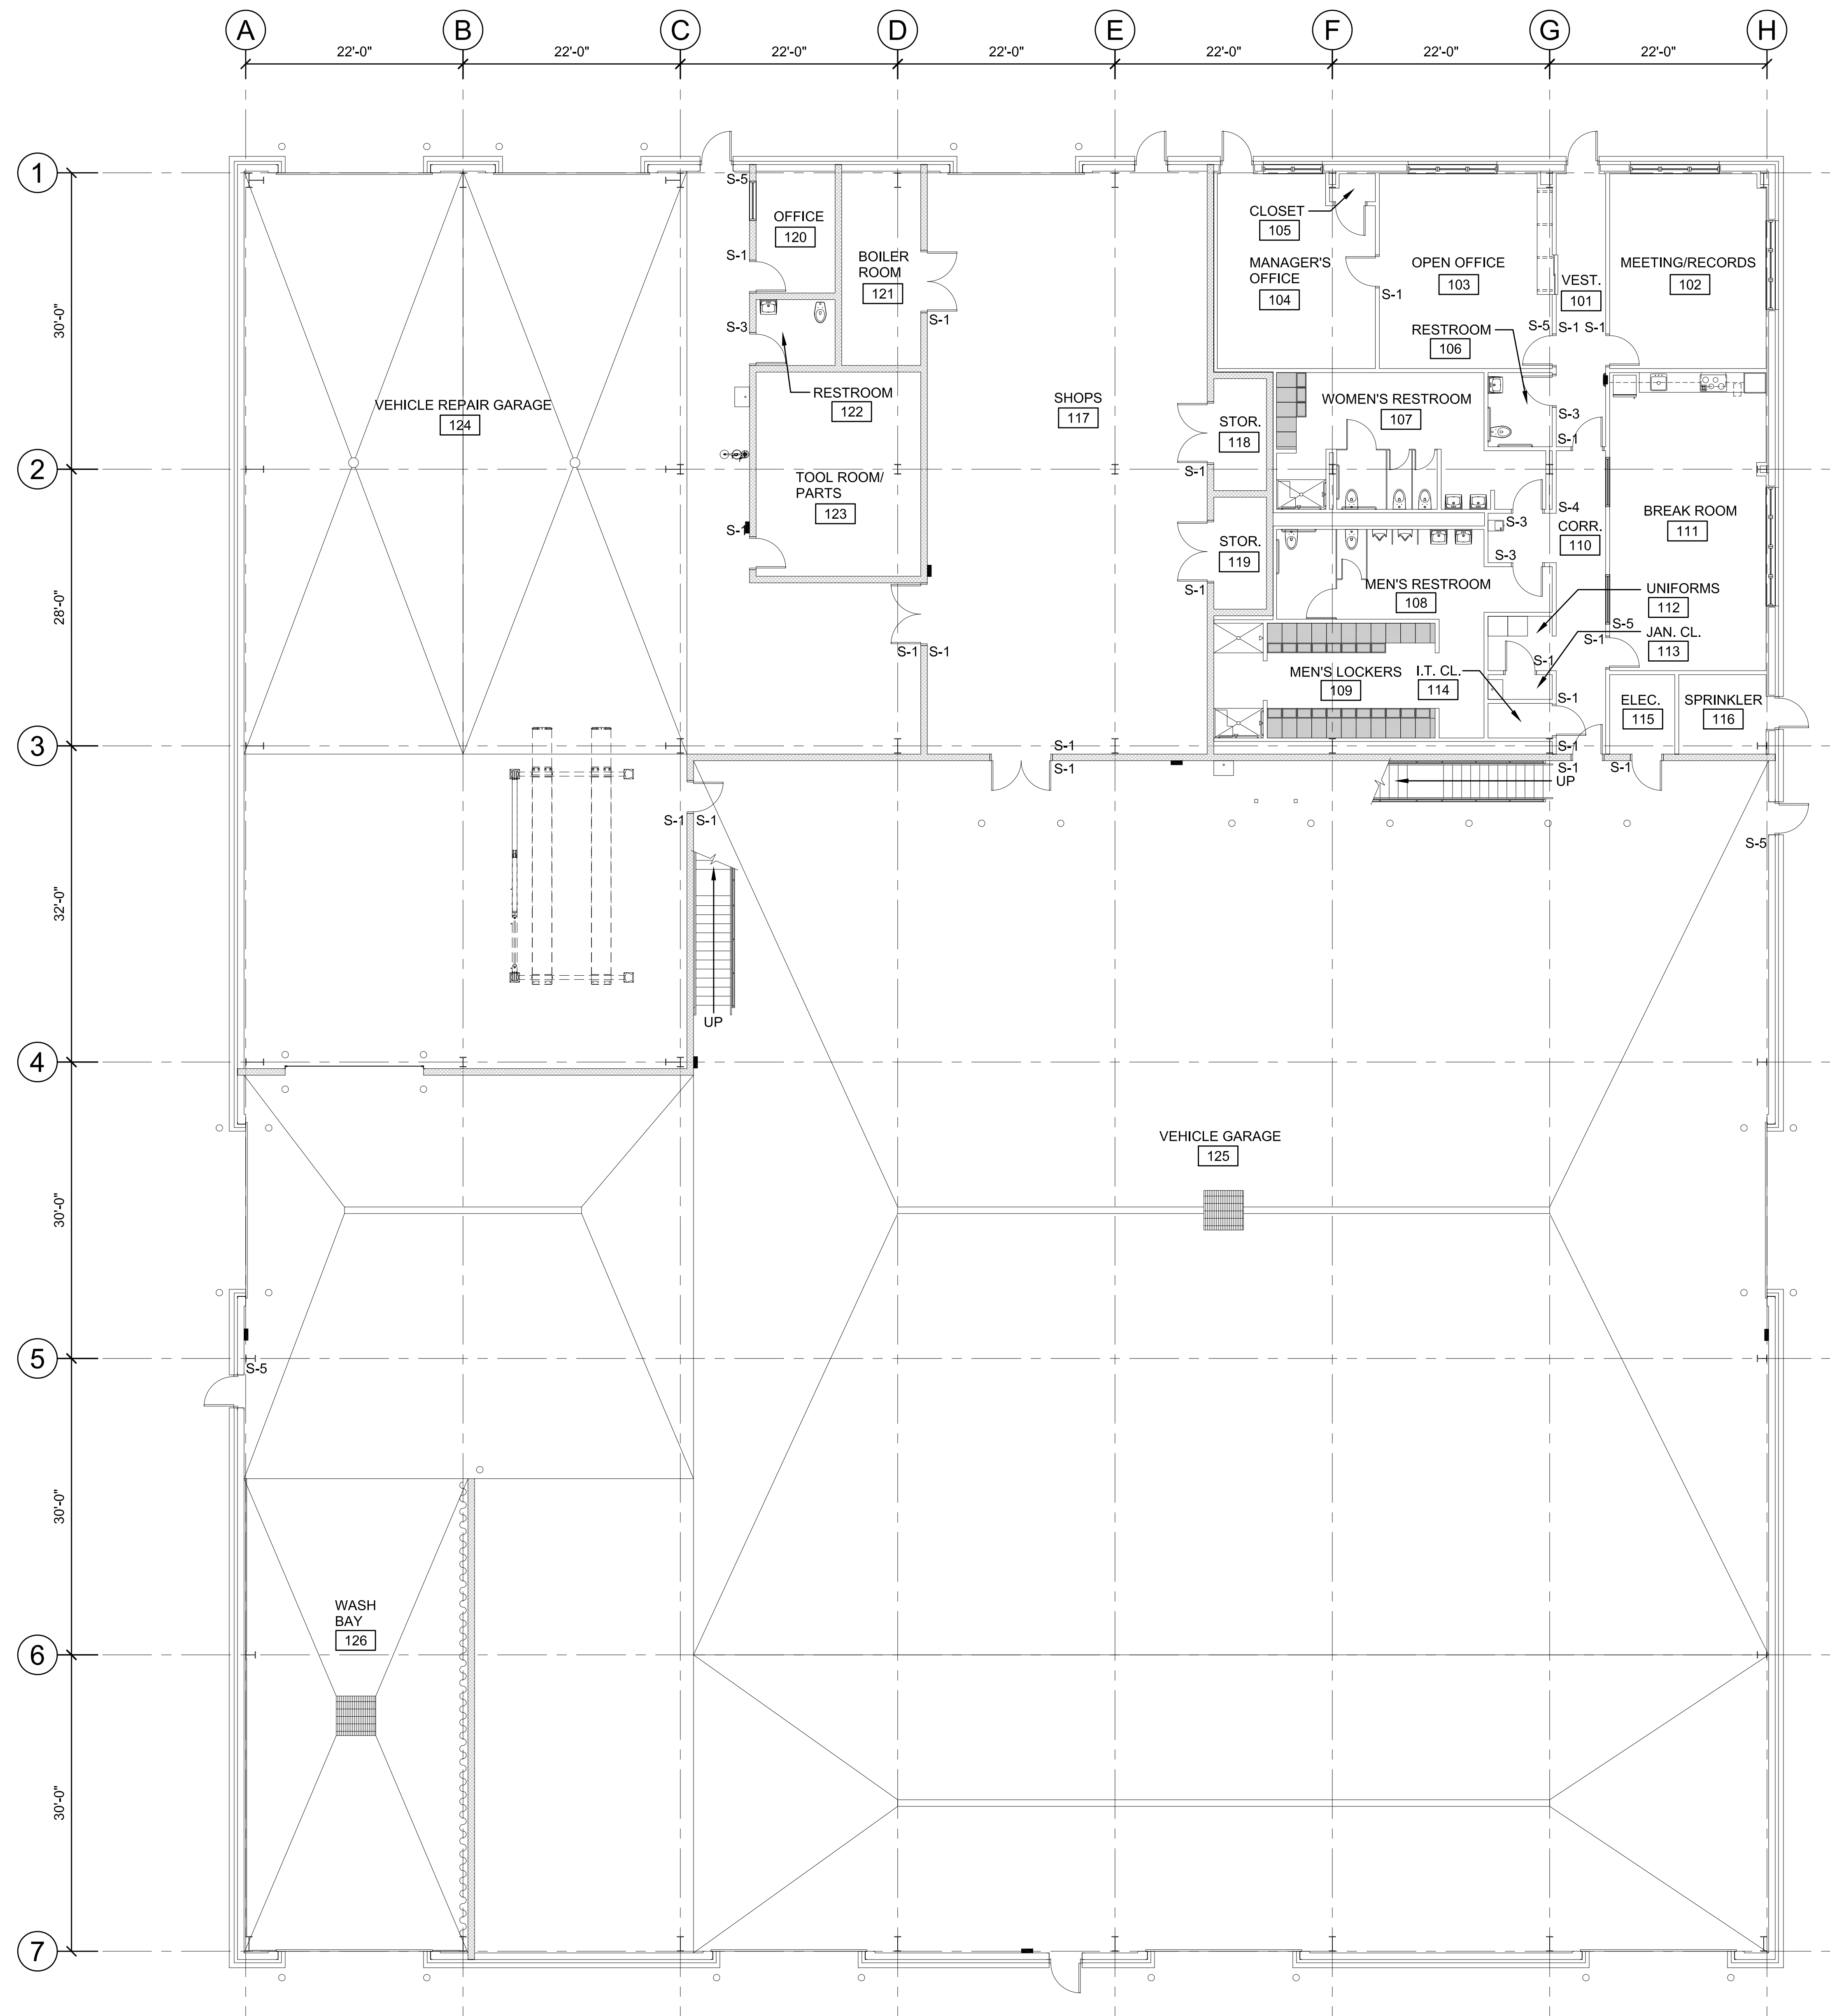 A
B
C
D
E
F
G
H
22'-0"
22'-0"
22'-0"
22'-0"
22'-0"
22'-0"
22'-0"
1
S-5
OFFICE
120
CLOSET
105
S-1
BOILER
ROOM
121
MANAGER'S
OFFICE
104
OPEN OFFICE
103
VEST.
101
MEETING/RECORDS
102
S-1
30'-0"
S-3
S-1
RESTROOM
106
S-5
S-1
S-1
RESTROOM
122
VEHICLE REPAIR GARAGE
124
SHOPS
117
WOMEN'S RESTROOM
107
S-3
STOR.
118
S-1
2
S-1
TOOL ROOM/
PARTS
123
S-4
BREAK ROOM
111
S-1
S-3
CORR.
110
STOR.
119
S-3
MEN'S RESTROOM
108
S-1
UNIFORMS
112
28'-0"
S-5
JAN. CL.
113
S-1
S-1
S-1
S-1
MEN'S LOCKERS
109
I.T. CL.
114
S-1
ELEC.
115
SPRINKLER
116
3
S-1
S-1
S-1
S-1
S-1
UP
S-1
S-1
S-5
32'-0"
UP
4
VEHICLE GARAGE
125
30'-0"
5
S-5
30'-0"
WASH
BAY
126
6
30'-0"
7